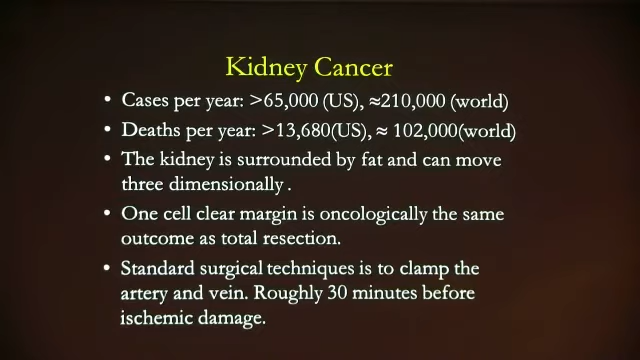 Kidney Cancer
• Cases per year: >65,000 (US), ≈210,000 (world)
• Deaths per year: >13,680(US), ≈ 102,000(world)
• The kidney is surrounded by fat and can move
three dimensionally .
• One cell clear margin is oncologically the same
outcome as total resection.
• Standard surgical techniques is to clamp the
artery and vein. Roughly 30 minutes before
ischemic damage.